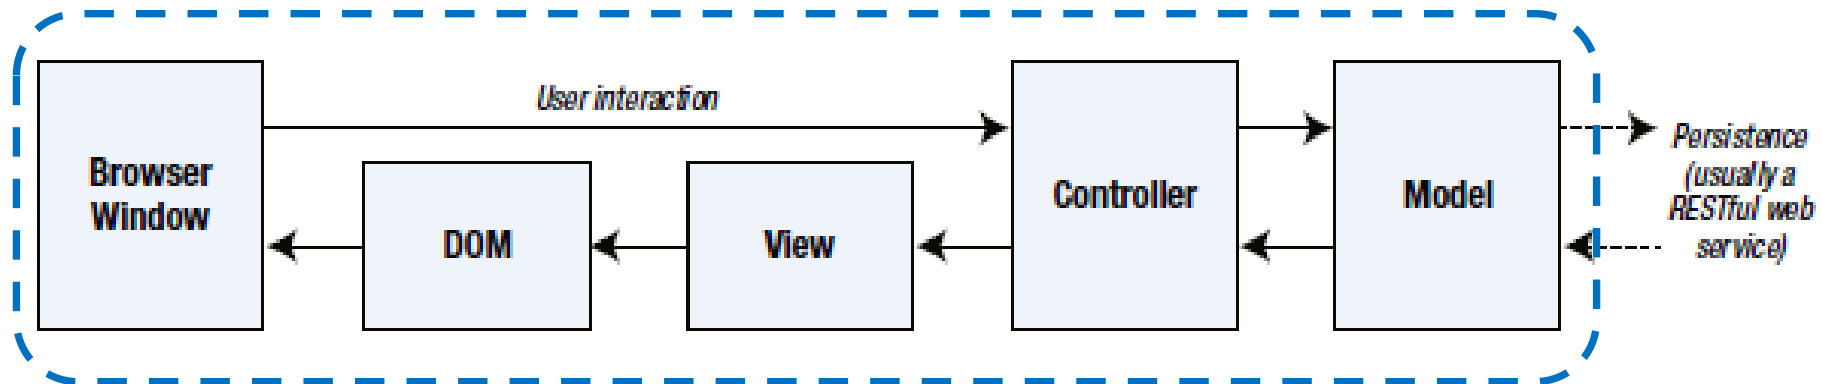 User interaction
Browser
Window
DOM
View
Controller
Model
Persistence
(usually a
RESTful web
service)